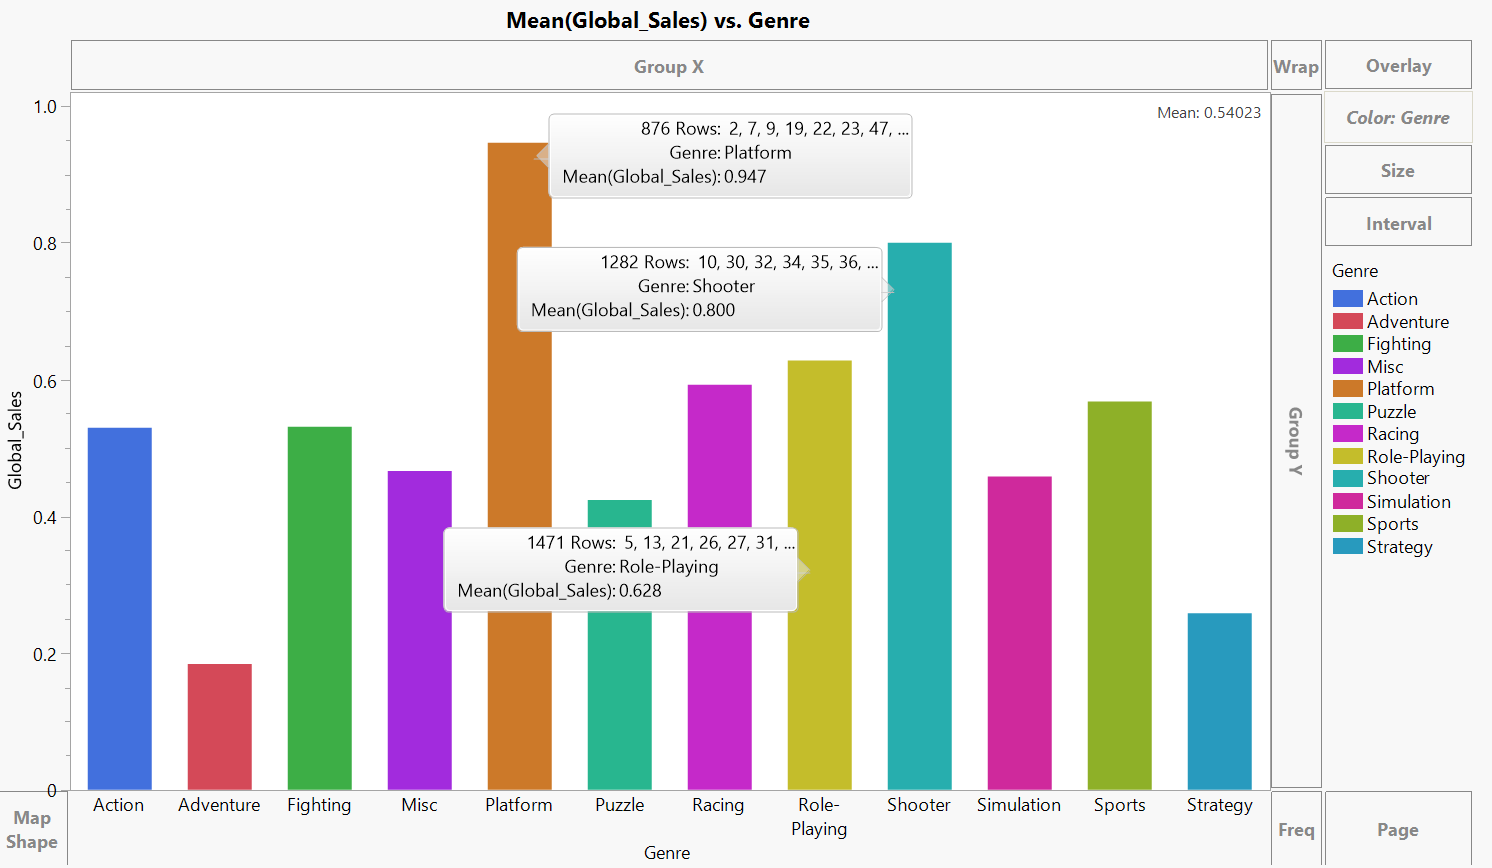 Mean(Global_Sales) vs. Genre
Group X
Wrap
Overlay
Mean: 0.54023
Color: Genre
Size
Interval
Group Y
Genre
Action
Adventure
Fighting
Misc
Platform
Puzzle
Racing
Role-Playing
Shooter
Simulation
Sports
Strategy
876 Rows: 2, 7, 9, 19, 22, 23, 47, ...
Genre: Platform
Mean(Global_Sales): 0.947
1282 Rows: 10, 30, 32, 34, 35, 36, ...
Genre: Shooter
Mean(Global_Sales): 0.800
1471 Rows: 5, 13, 21, 26, 27, 31, ...
Genre: Role-Playing
Mean(Global_Sales): 0.628
Global_Sales
1.0
0.8
0.6
0.4
0.2
0
Action
Adventure
Fighting
Misc
Platform
Puzzle
Racing
Role-
Playing
Shooter
Simulation
Sports
Strategy
Genre
Map
Shape
Freq
Page